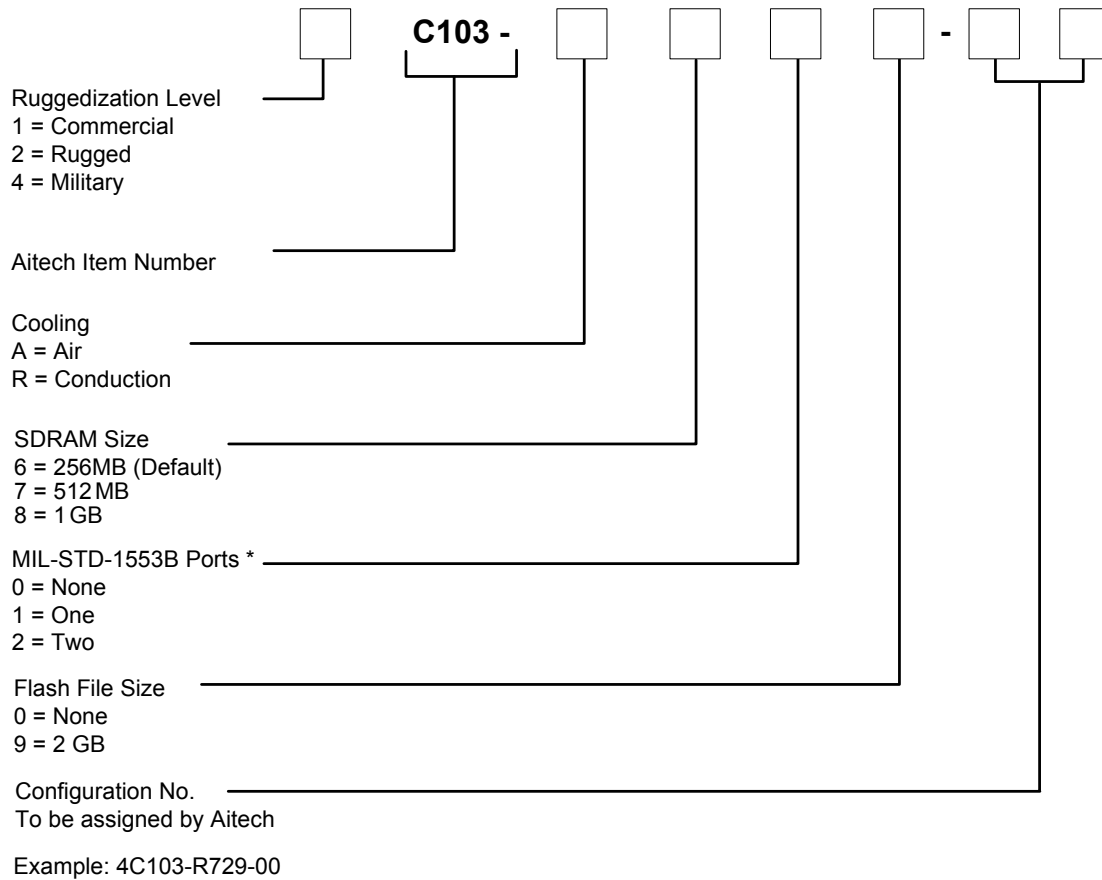 C103 - -
Ruggedization Level
1 = Commercial
2 = Rugged
4 = Military
Aitech Item Number
Cooling
A = Air
R = Conduction
SDRAM Size
6 = 256MB (Default)
7 = 512 MB
8 = 1 GB
MIL-STD-1553B Ports *
0 = None
1 = One
2 = Two
Flash File Size
0 = None
9 = 2 GB
Configuration No.
To be assigned by Aitech
Example: 4C103-R729-00